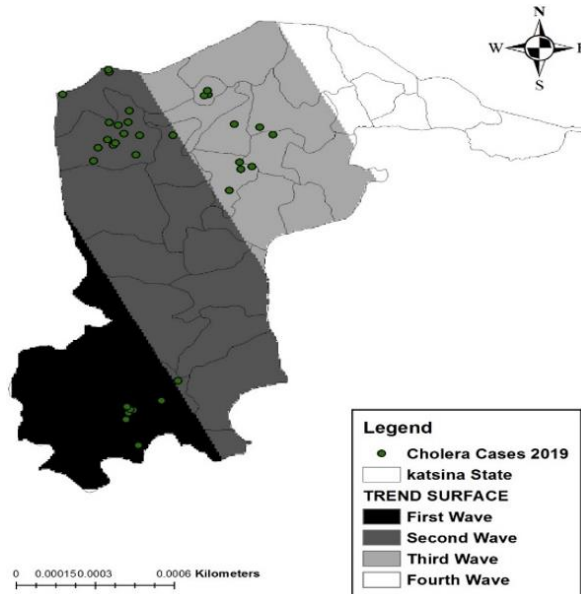 N
W E
S
Legend
Cholera Cases 2019
katsina State
TREND SURFACE
First Wave
Second Wave
Third Wave
Fourth Wave
0 0.000150.0003 0.0006 Kilometers